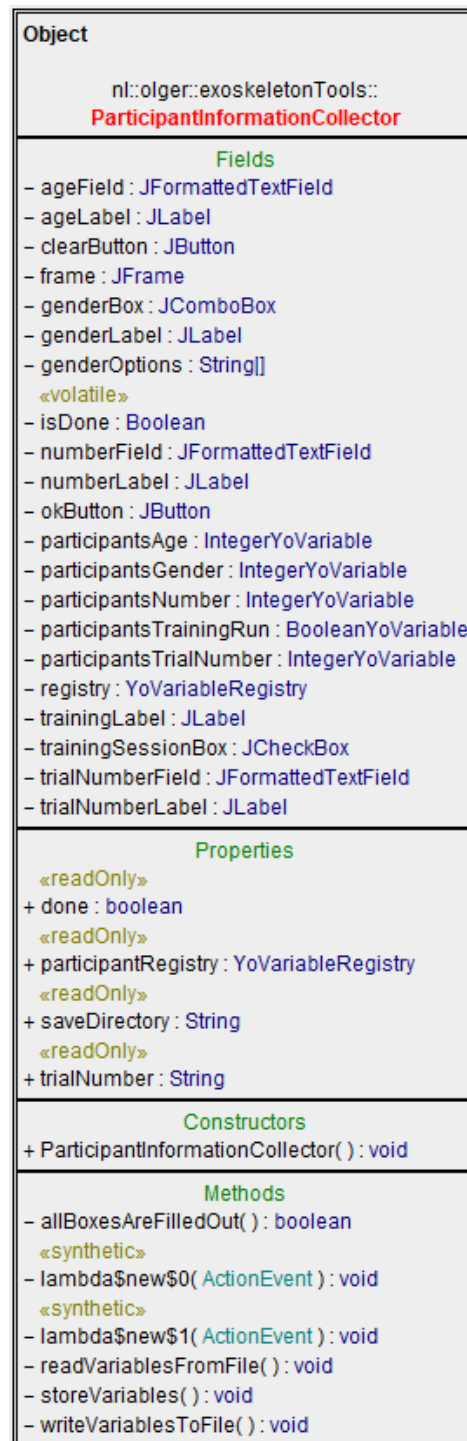 Object
nl::olger::exoskeletonTools::
ParticipantInformationCollector
Fields
– ageField : JFormattedTextField
– ageLabel : JLabel
– clearButton : JButton
– frame : JFrame
– genderBox : JComboBox
– genderLabel : JLabel
– genderOptions : String[]
«volatile»
– isDone : Boolean
– numberField : JFormattedTextField
– numberLabel : JLabel
– okButton : JButton
– participantsAge : IntegerYoVariable
– participantsGender : IntegerYoVariable
– participantsNumber : IntegerYoVariable
– participantsTrainingRun : BooleanYoVariable
– participantsTrialNumber : IntegerYoVariable
– registry : YoVariableRegistry
– trainingLabel : JLabel
– trainingSessionBox : JCheckBox
– trialNumberField : JFormattedTextField
– trialNumberLabel : JLabel
Properties
«readOnly»
+ done : boolean
«readOnly»
+ participantRegistry : YoVariableRegistry
«readOnly»
+ saveDirectory : String
«readOnly»
+ trialNumber : String
Constructors
+ ParticipantInformationCollector( ) : void
Methods
– allBoxesAreFilledOut( ) : boolean
«synthetic»
– lambda$new$0( ActionEvent ) : void
«synthetic»
– lambda$new$1( ActionEvent ) : void
– readVariablesFromFile( ) : void
– storeVariables( ) : void
– writeVariablesToFile( ) : void